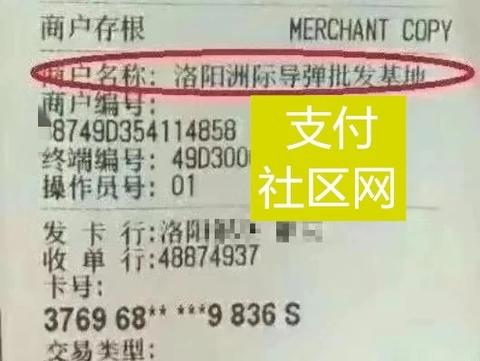 商户存根 MERCHANT COPY
商户名称: 洛阳洲际导弹批发基地
商户编号:
8749D354114858
终端编号: 49D300
操作员号: 01
支付
社区网
发 卡 行:洛阳
收 单 行:48874937
卡号:
3769 68** ***9 836 S
交易类型: